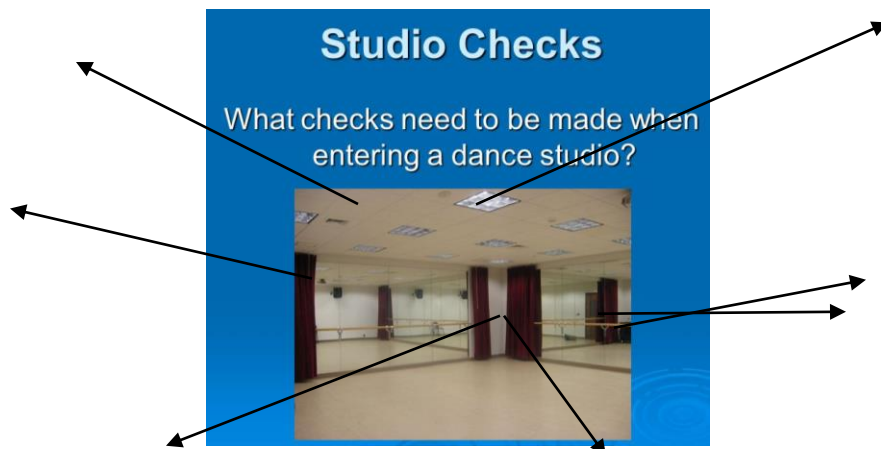 Studio Checks
What checks need to be made when
entering a dance studio?